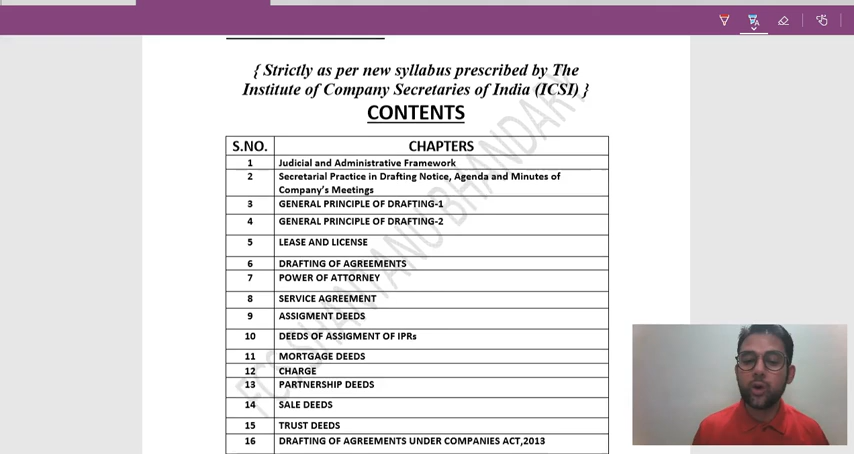 { Strictly as per new syllabus prescribed by The
Institute of Company Secretaries of India (ICSI) }
CONTENTS
S.NO. CHAPTERS
1 Judicial and Administrative Framework
2 Secretarial Practice in Drafting Notice, Agenda and Minutes of
Company's Meetings
3 GENERAL PRINCIPLE OF DRAFTING-1
4 GENERAL PRINCIPLE OF DRAFTING-2
5 LEASE AND LICENSE
6 DRAFTING OF AGREEMENTS
7 POWER OF ATTORNEY
8 SERVICE AGREEMENT
9 ASSIGMENT DEEDS
10 DEEDS OF ASSIGMENT OF IPRs
11 MORTGAGE DEEDS
12 CHARGE
13 PARTNERSHIP DEEDS
14 SALE DEEDS
15 TRUST DEEDS
16 DRAFTING OF AGREEMENTS UNDER COMPANIES ACT,2013
FCS SHANTANU BHANDARY